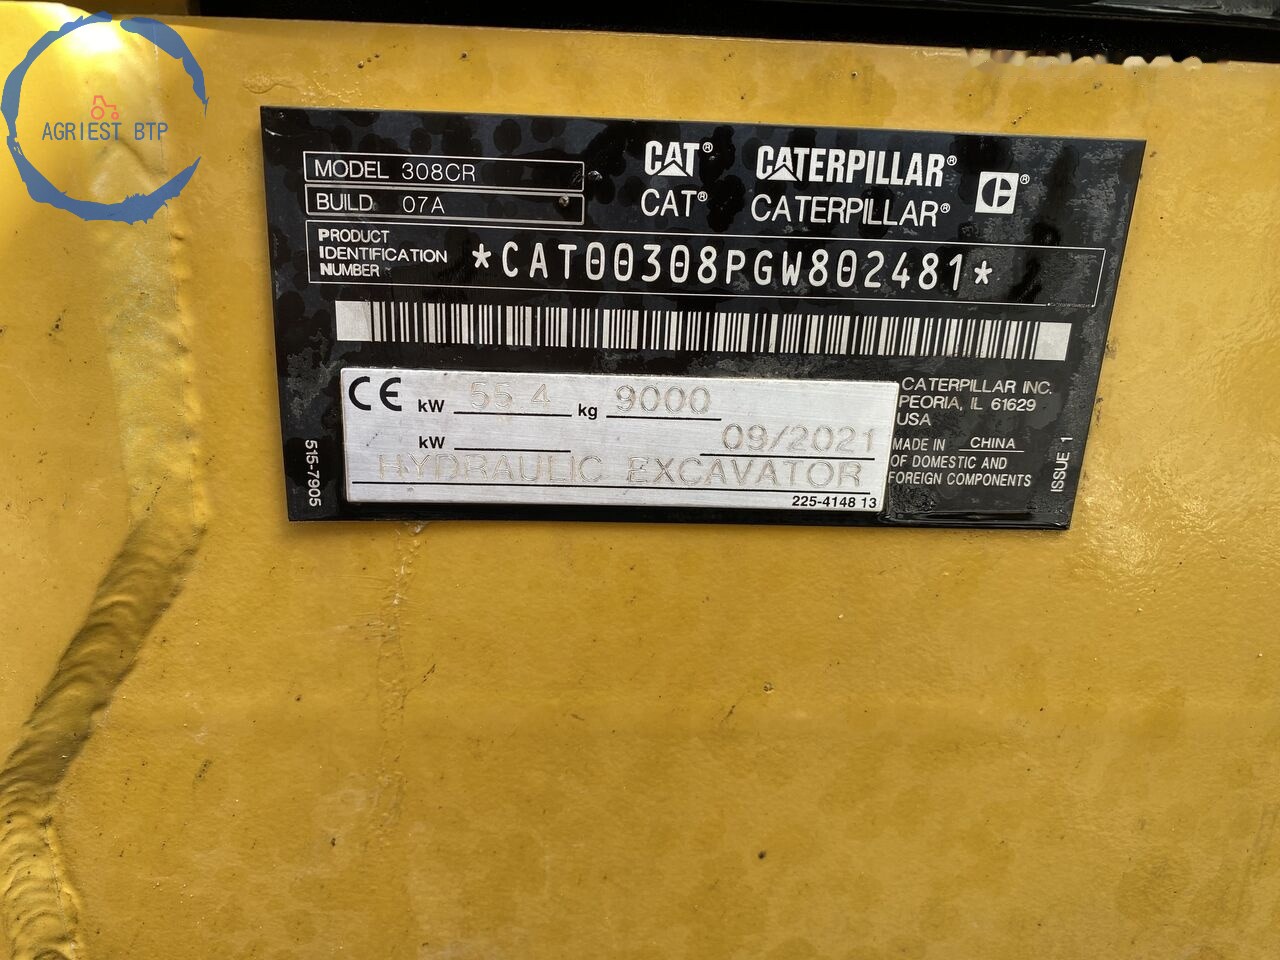 AGRIEST BTP
MODEL 308CR
BUILD 07A
CAT® CATERPILLAR®
CAT® CATERPILLAR® ®
PRODUCT
IDENTIFICATION
NUMBER
*CAT00308PGW802481*
CE kW 55.4 kg 9000
kW 09/2021
HYDRAULIC EXCAVATOR
225-4148 13
CATERPILLAR INC.
PEORIA, IL 61629
USA
MADE IN CHINA
OF DOMESTIC AND
FOREIGN COMPONENTS
515-7905
ISSUE 1